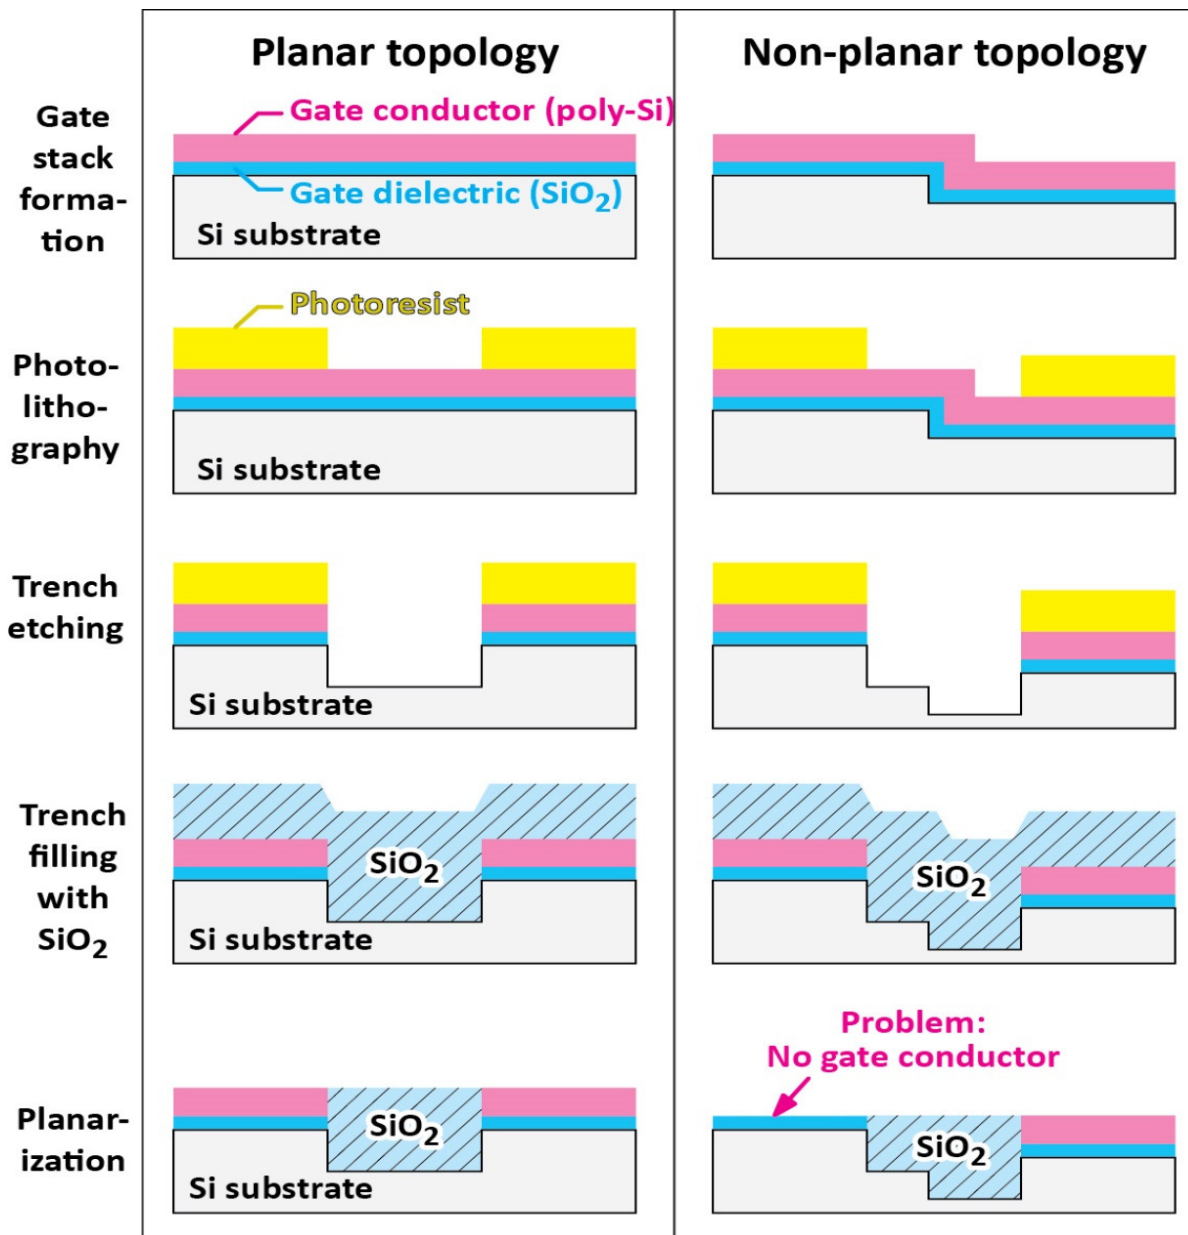 Planar topology
Non-planar topology
Gate
stack
forma-
tion
Gate conductor (poly-Si)
Gate dielectric (SiO2)
Si substrate
Photo-
litho-
graphy
Photoresist
Si substrate
Trench
etching
Si substrate
Trench
filling
with
SiO2
SiO2
Si substrate
SiO2
Planar-
ization
SiO2
Si substrate
Problem:
No gate conductor
SiO2